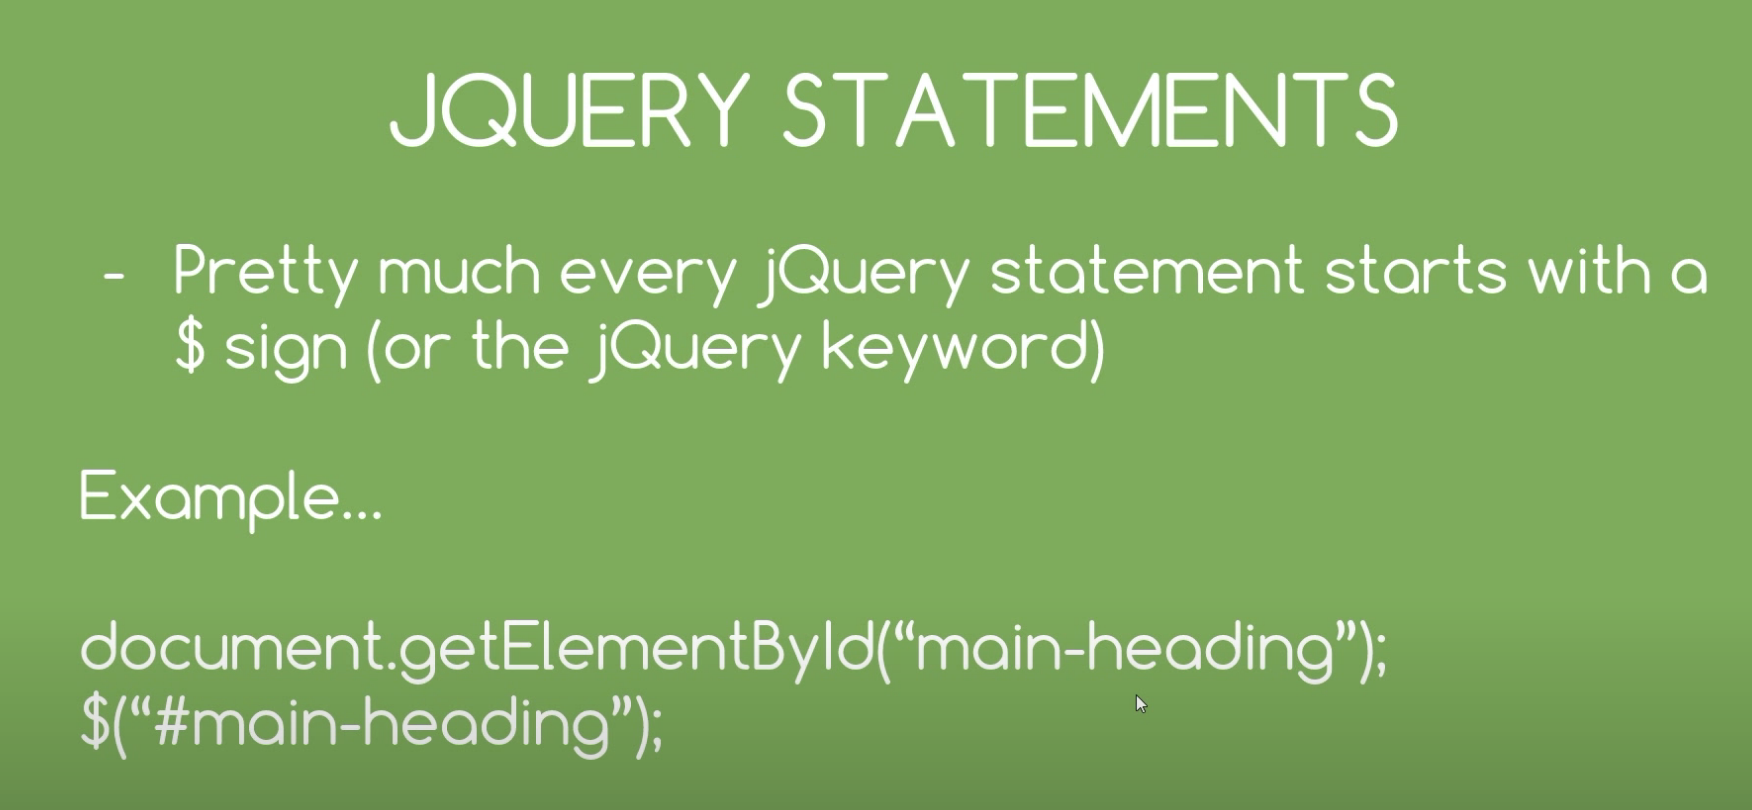 JQUERY STATEMENTS
- Pretty much every jQuery statement starts with a
$ sign (or the jQuery keyword)
Example...
document.getElementById(“main-heading”);
$(“#main-heading”);